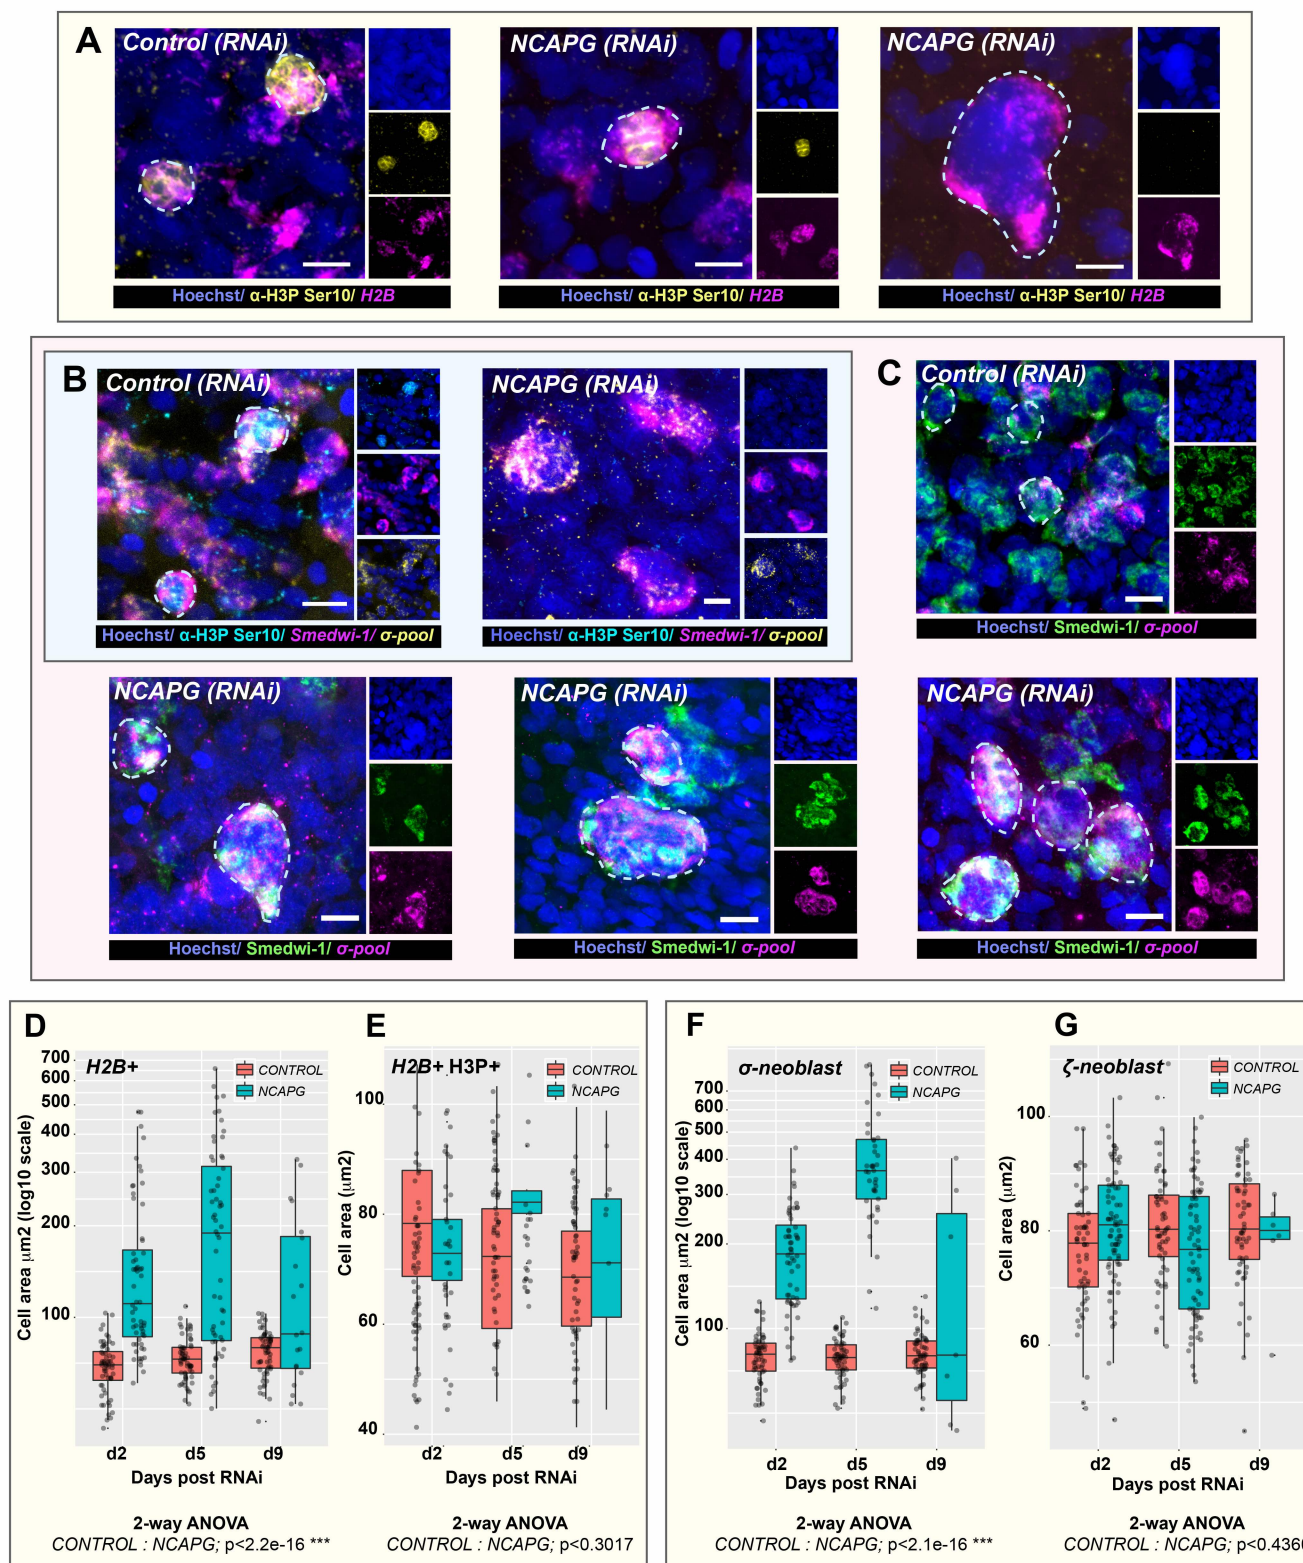 A
Control (RNAi)
NCAPG (RNAi)
NCAPG (RNAi)
Hoechst/ α-H3P Ser10/ H2B
Hoechst/ α-H3P Ser10/ H2B
Hoechst/ α-H3P Ser10/ H2B
B
Control (RNAi)
NCAPG (RNAi)
C
Control (RNAi)
Hoechst/ α-H3P Ser10/ Smedwi-1/ σ-pool
Hoechst/ α-H3P Ser10/ Smedwi-1/ σ-pool
Hoechst/ Smedwi-1/ σ-pool
NCAPG (RNAi)
NCAPG (RNAi)
NCAPG (RNAi)
Hoechst/ Smedwi-1/ σ-pool
Hoechst/ Smedwi-1/ σ-pool
Hoechst/ Smedwi-1/ σ-pool
D
H2B+
CONTROL
NCAPG
700
600
500
400
300
200
100
Cell area μm2 (log10 scale)
d2 d5 d9
Days post RNAi
2-way ANOVA
CONTROL : NCAPG; p<2.2e-16 ***
E
H2B+ H3P+
CONTROL
NCAPG
100
80
60
40
Cell area (μm2)
d2 d5 d9
Days post RNAi
2-way ANOVA
CONTROL : NCAPG; p<0.3017
F
σ-neoblast
CONTROL
NCAPG
700
600
500
400
300
200
100
Cell area μm2 (log10 scale)
d2 d5 d9
Days post RNAi
2-way ANOVA
CONTROL : NCAPG; p<2.1e-16 ***
G
ζ-neoblast
CONTROL
NCAPG
100
80
60
Cell area (μm2)
d2 d5 d9
Days post RNAi
2-way ANOVA
CONTROL : NCAPG; p<0.436